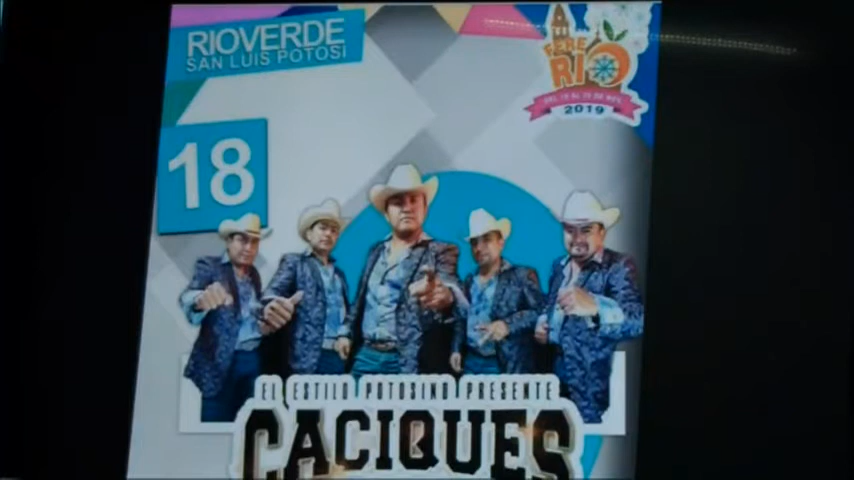 RIOVERDE
SAN LUIS POTOSÍ
FERE
RIO
2019
18
EL ESTILO POTOSINO PRESENTE
CACIQUES